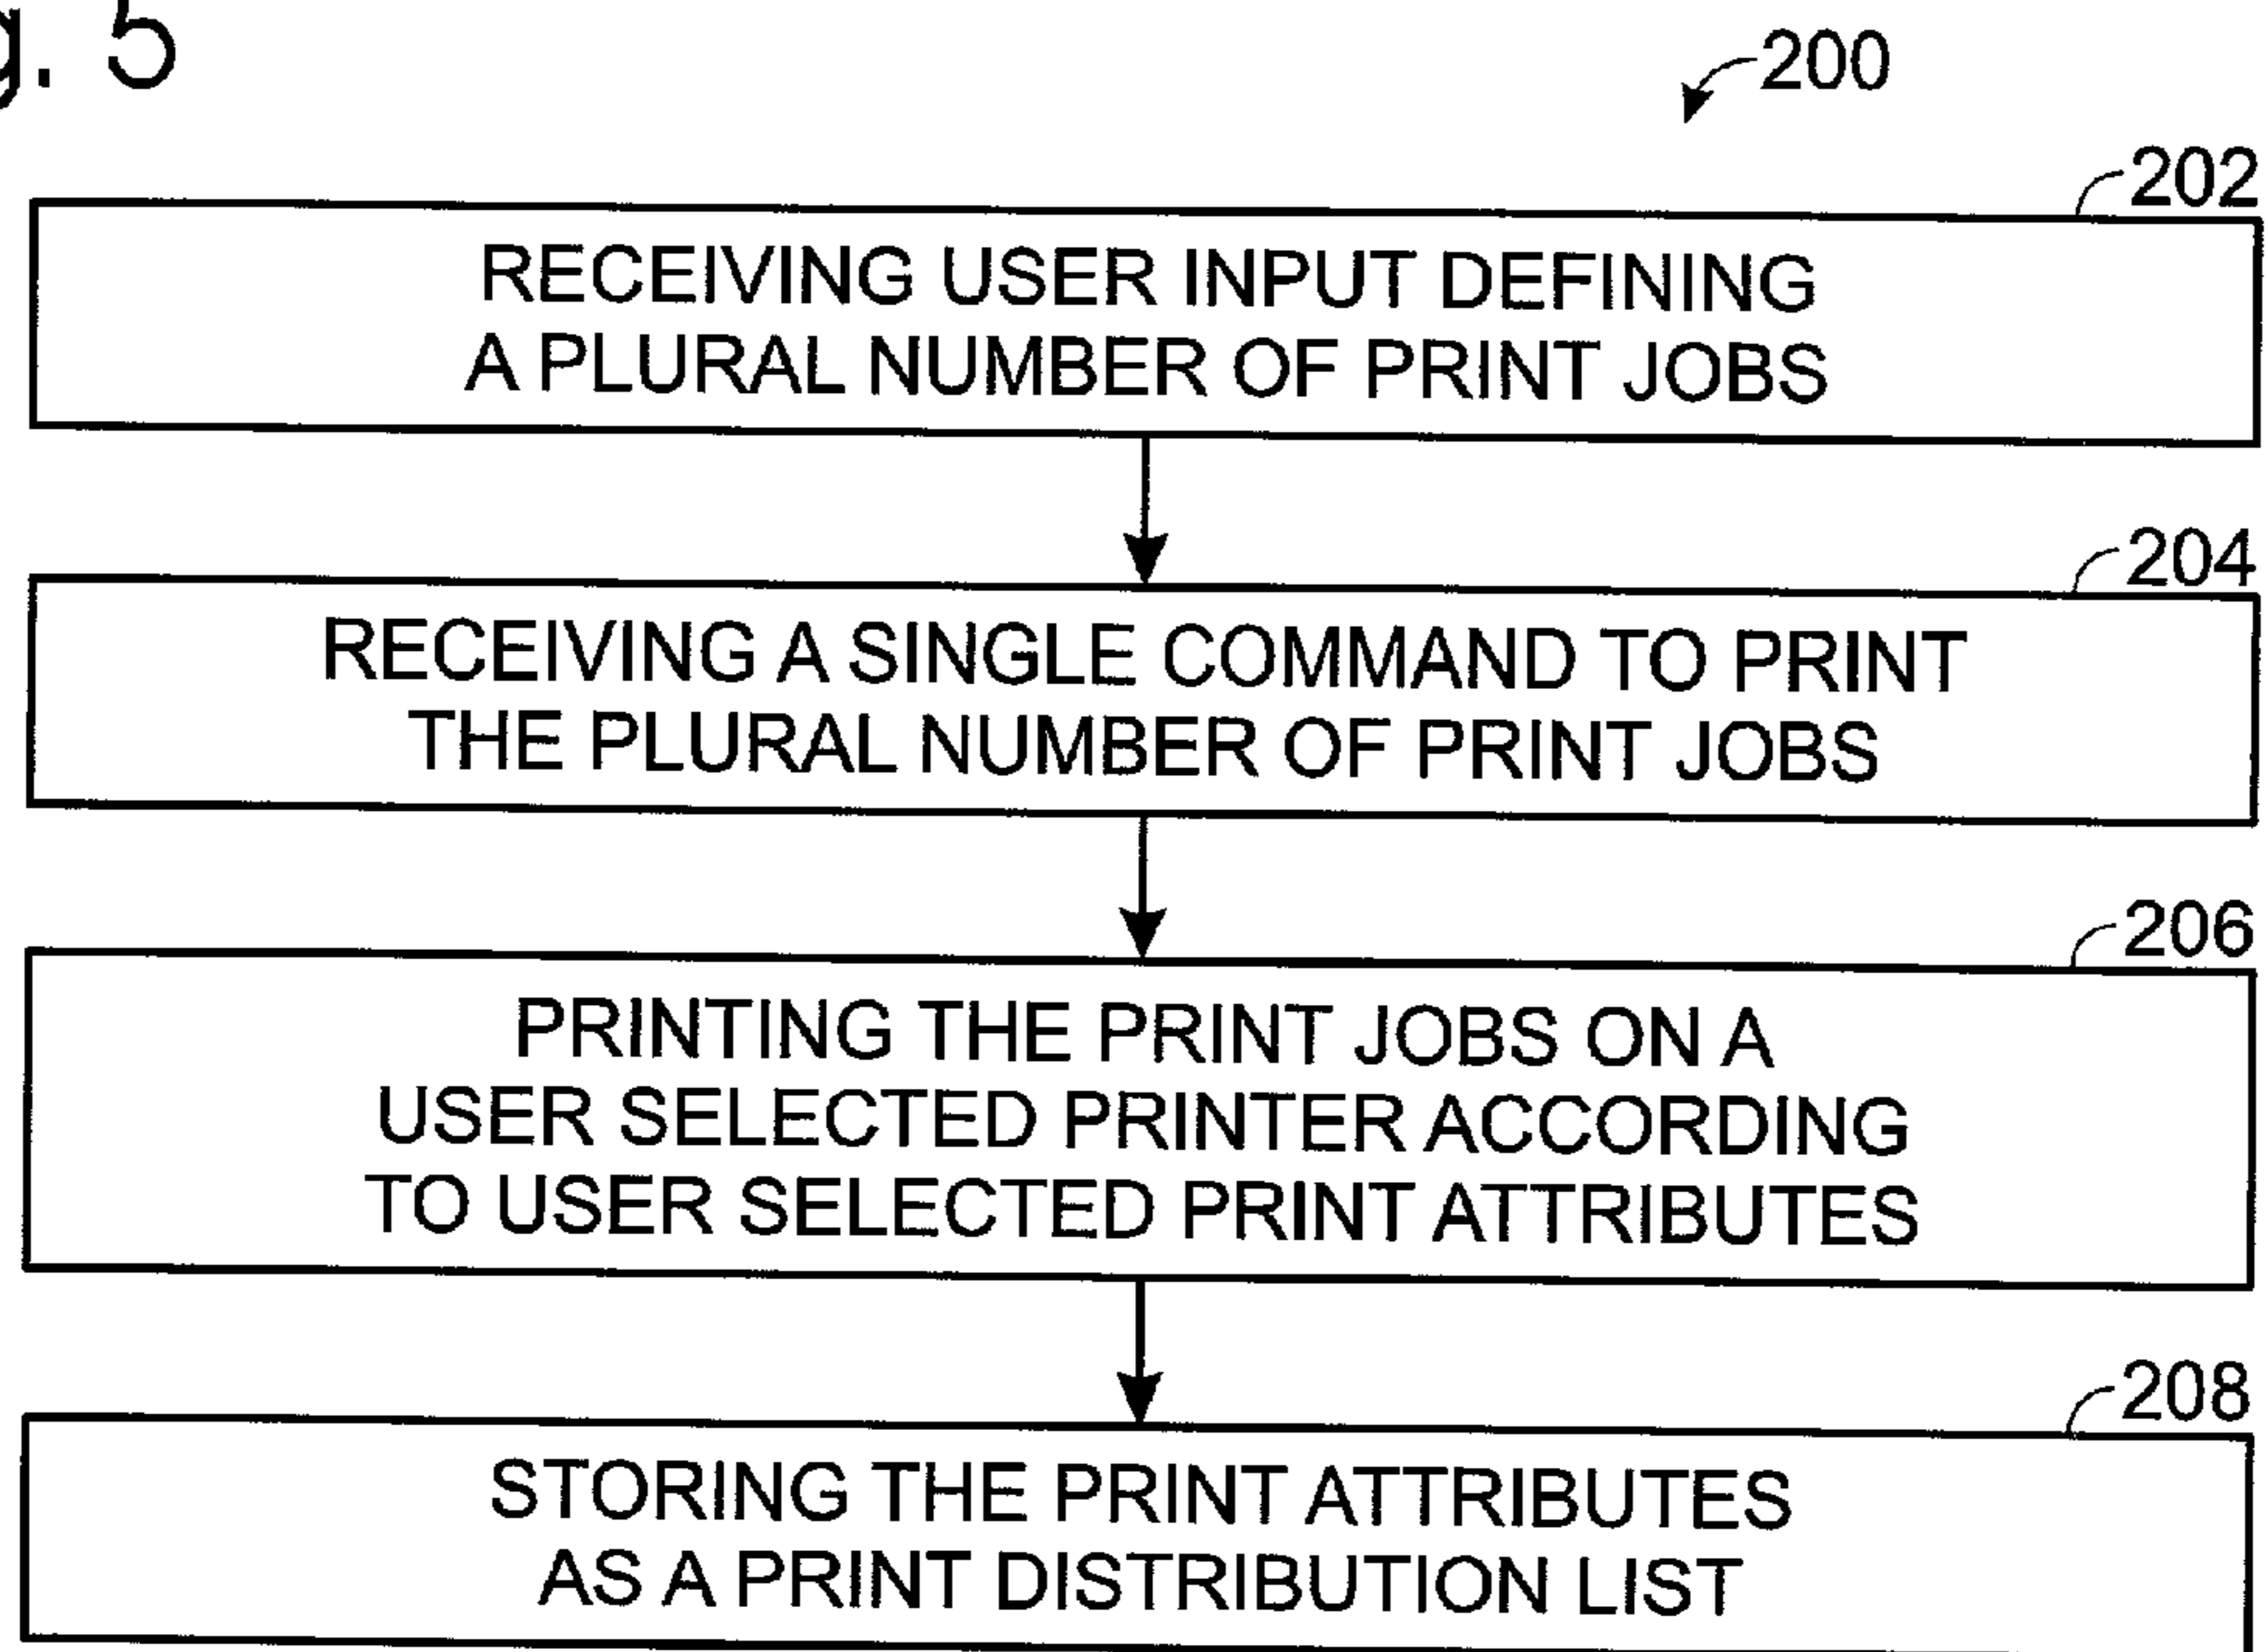 g. 5
200
202
RECEIVING USER INPUT DEFINING
A PLURAL NUMBER OF PRINT JOBS
204
RECEIVING A SINGLE COMMAND TO PRINT
THE PLURAL NUMBER OF PRINT JOBS
206
PRINTING THE PRINT JOBS ON A
USER SELECTED PRINTER ACCORDING
TO USER SELECTED PRINT ATTRIBUTES
208
STORING THE PRINT ATTRIBUTES
AS A PRINT DISTRIBUTION LIST